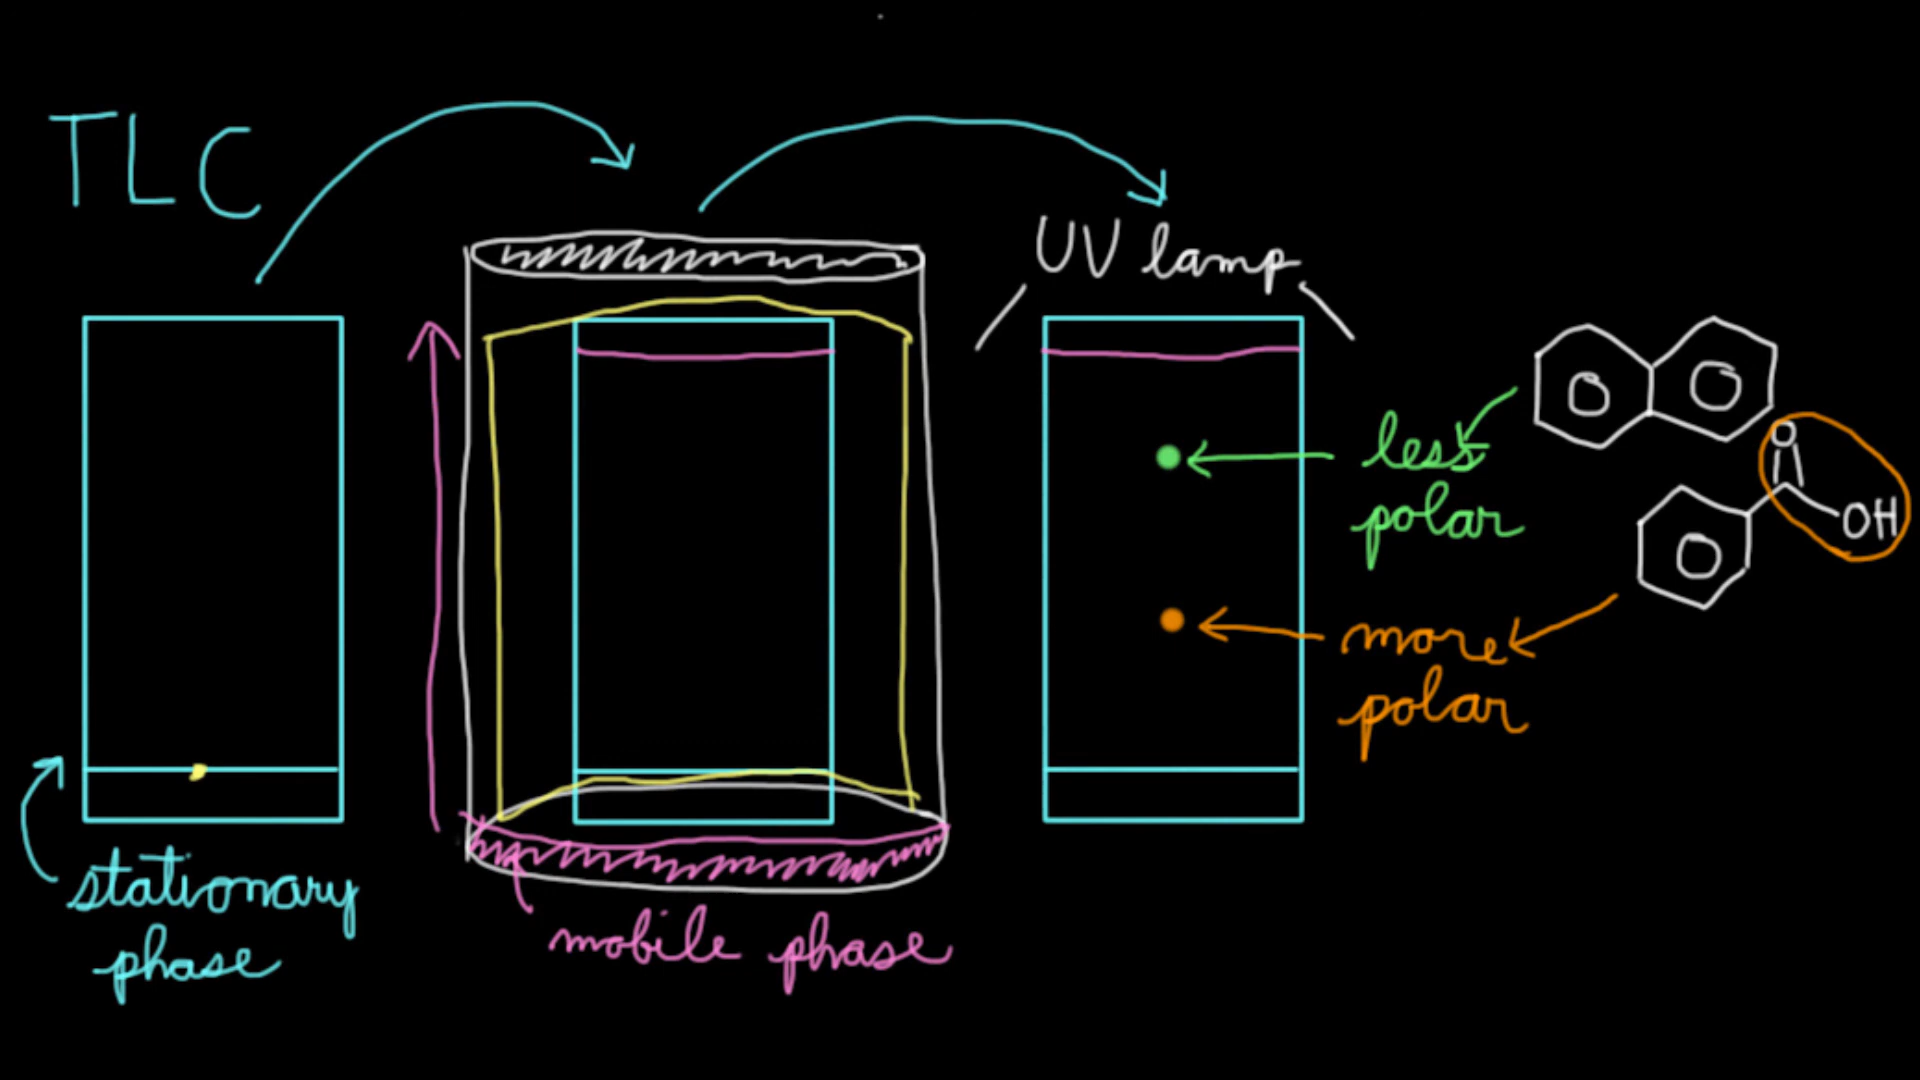 TLC
UV lamp
less
polar
O
OH
more
polar
stationary
phase
mobile phase